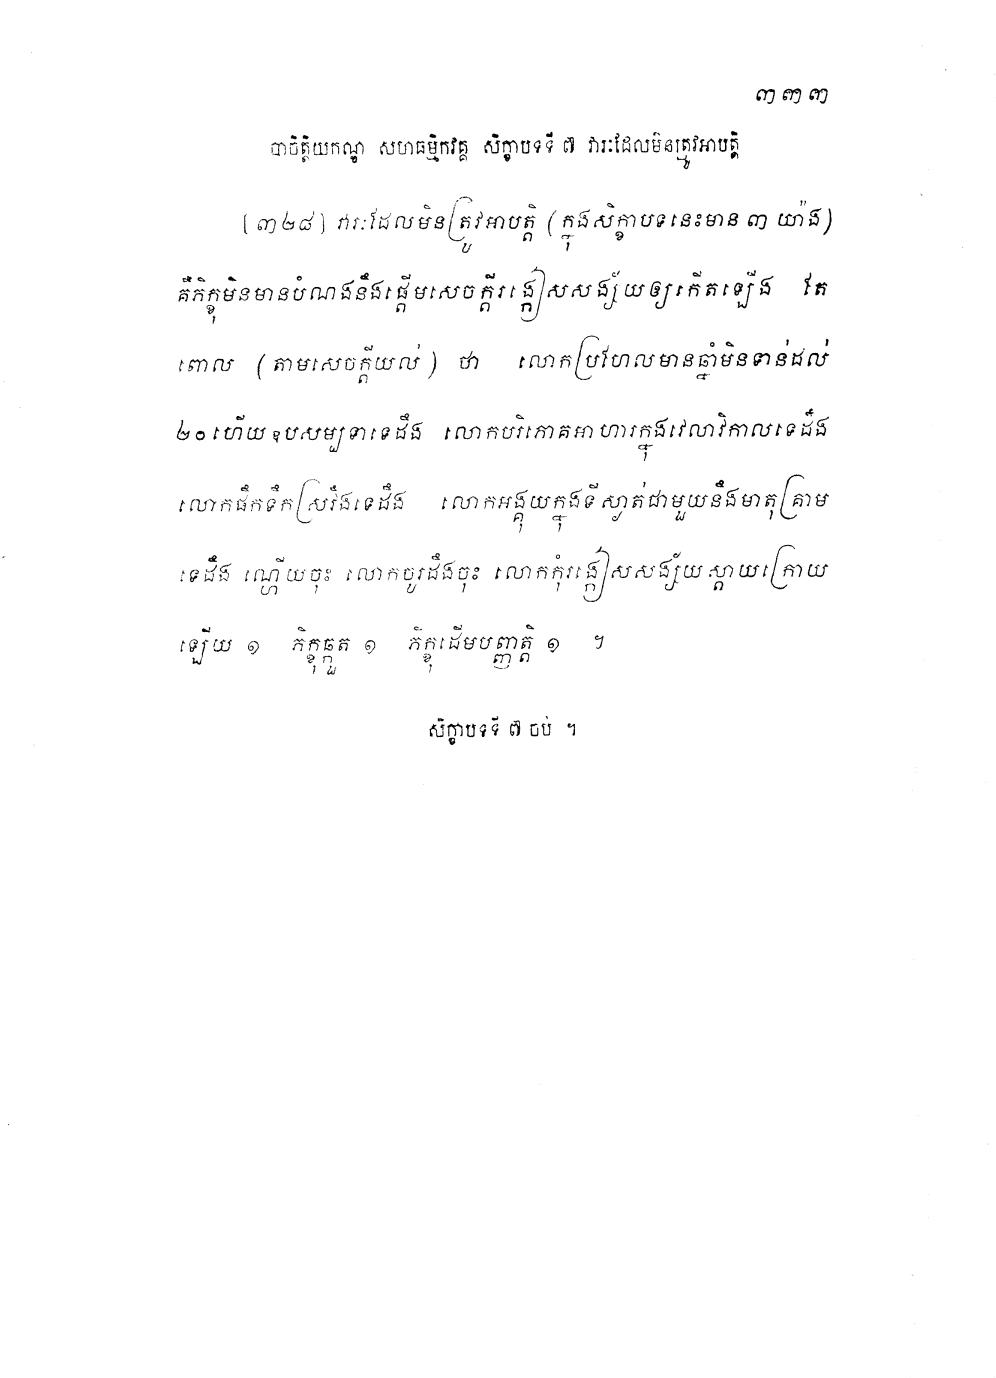 ៣៣៣
បាចិត្តិយកណ្ឌ សហធម្មិកវគ្គ សិក្ខាបទទី ៧ វារៈដែលមិនត្រូវអាបត្តិ
[៣២៨] វារៈដែលមិនត្រូវអាបត្តិ (ក្នុងសិក្ខាបទនេះមាន ៣ យ៉ាង)
គឺភិក្ខុមិនមានបំណងនឹងផ្តើមសេចក្តីរង្កៀសសង្ស័យឲ្យកើតឡើង តែ
ពោល (តាមសេចក្តីយល់) ថា លោកប្រហែលមានឆ្នាំមិនទាន់ដល់
២០ហើយឧបសម្បទាទេដឹង លោកបរិភោគអាហារក្នុងវេលាវិកាលទេដឹង
លោកផឹកទឹកស្រវឹងទេដឹង លោកអង្គុយក្នុងទីស្ងាត់ជាមួយនឹងមាតុគ្រាម
ទេដឹង ណ្ហើយចុះ លោកចូរដឹងចុះ លោកកុំរង្កៀសសង្ស័យស្តាយក្រោយ
ឡើយ ១ ភិក្ខុឆ្កួត ១ ភិក្ខុដើមបញ្ញត្តិ ១ ។
សិក្ខាបទទី ៧ ចប់ ។